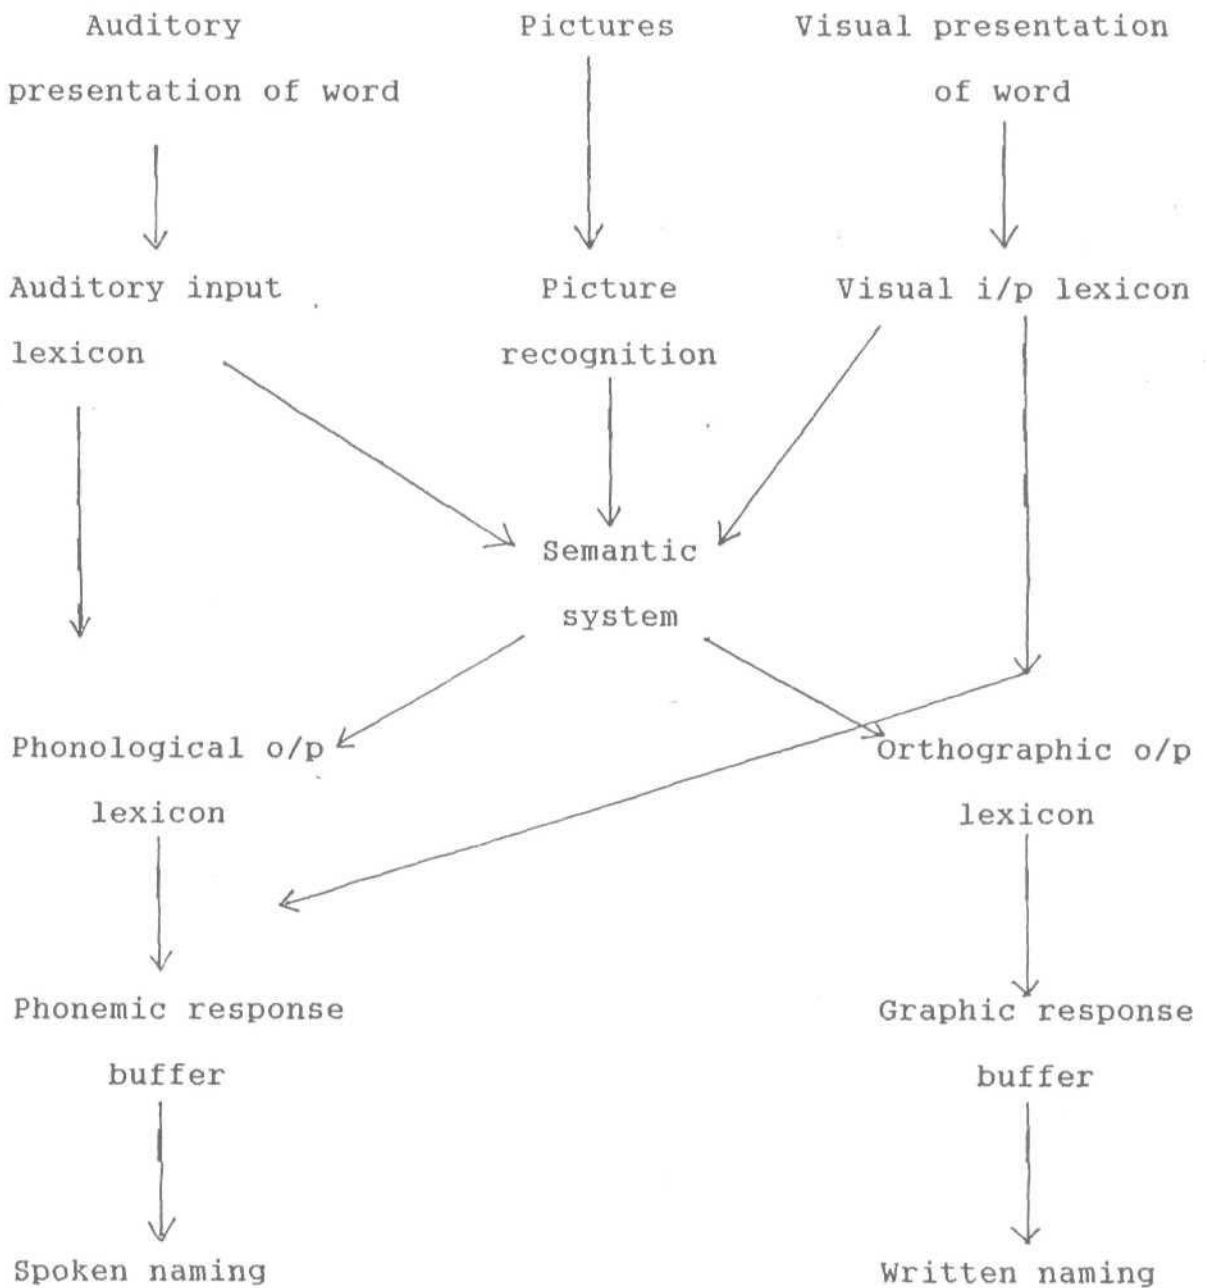 Auditory
presentation of word
Pictures
Visual presentation
of word
Auditory input
lexicon
Picture
recognition
Visual i/p lexicon
Semantic
system
Phonological o/p
lexicon
Orthographic o/p
lexicon
Phonemic response
buffer
Graphic response
buffer
Spoken naming
Written naming